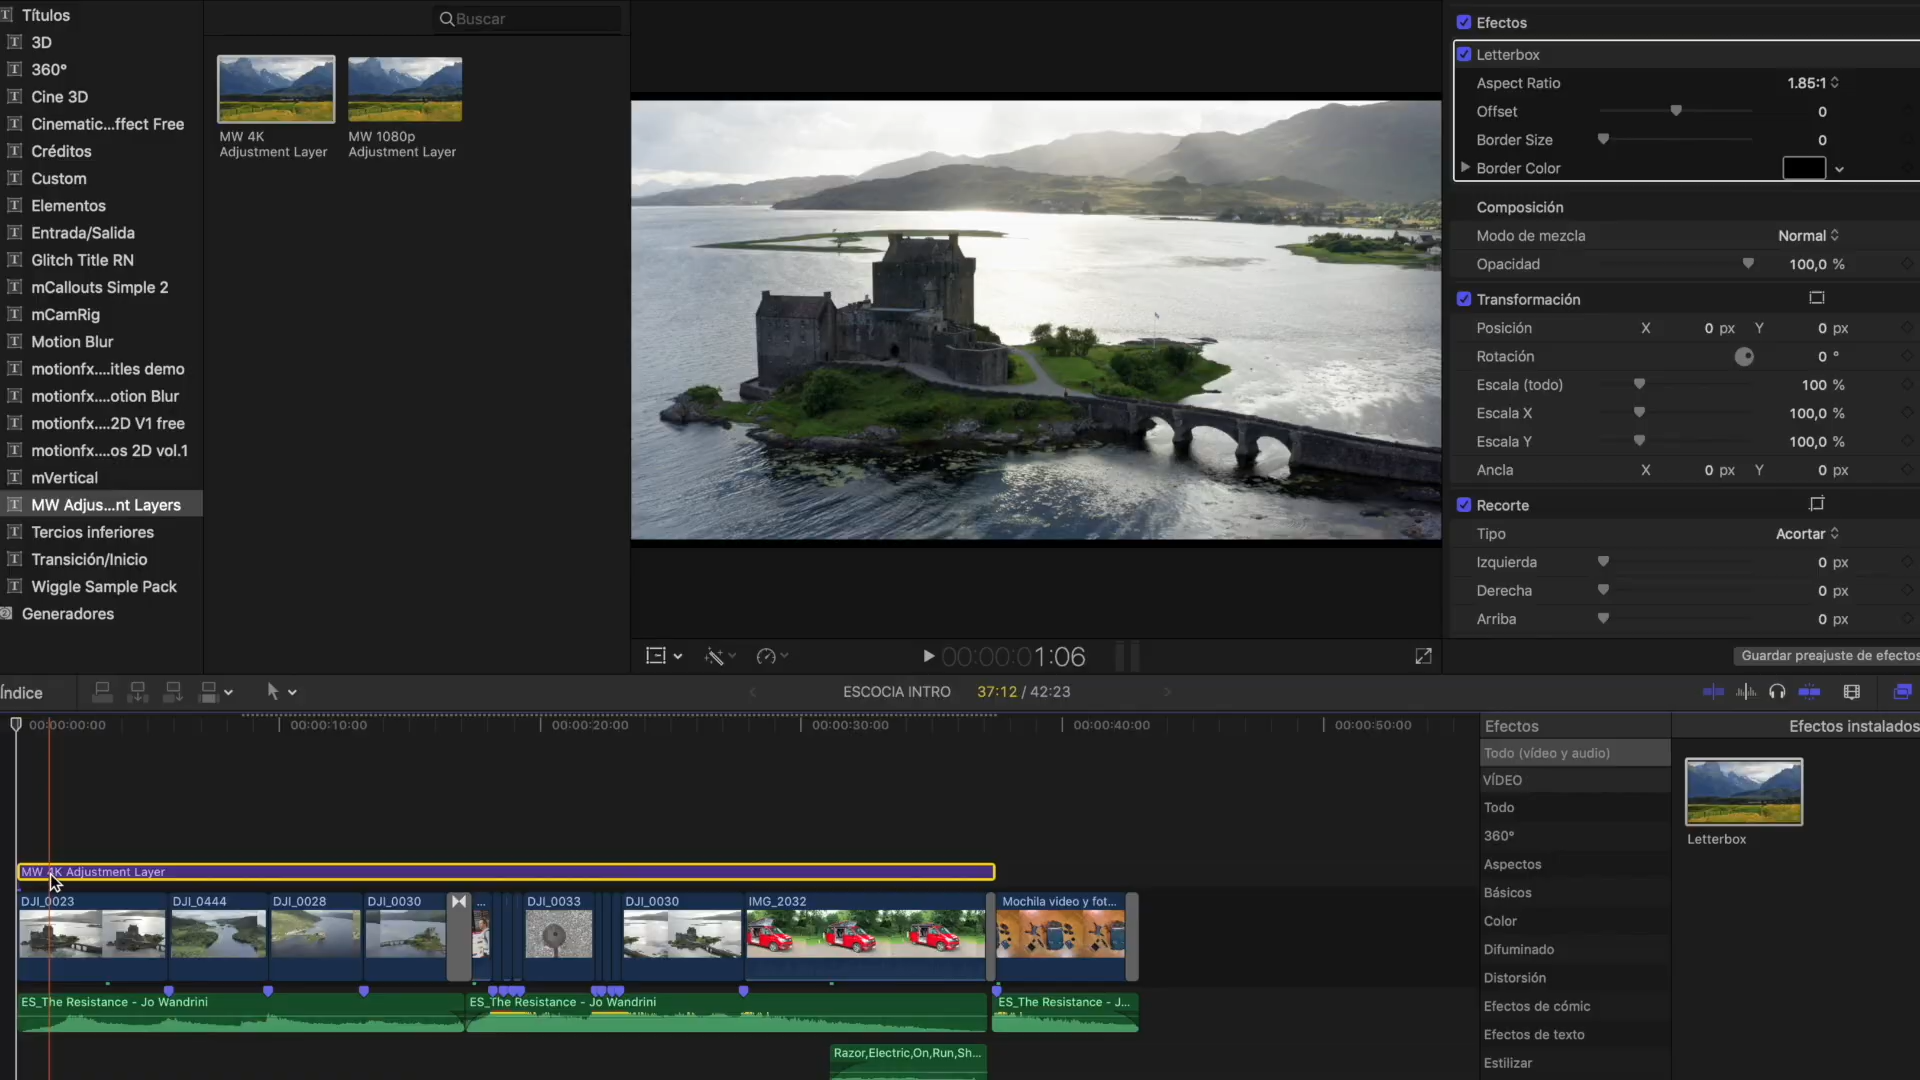 Títulos
3D
360°
Cine 3D
Cinematic...ffect Free
Créditos
Custom
Elementos
Entrada/Salida
Glitch Title RN
mCallouts Simple 2
mCamRig
Motion Blur
motionfx....itles demo
motionfx....otion Blur
motionfx....2D V1 free
motionfx....os 2D vol.1
mVertical
MW Adjus...nt Layers
Tercios inferiores
Transición/Inicio
Wiggle Sample Pack
Generadores
Buscar
MW 4K
Adjustment Layer
MW 1080p
Adjustment Layer
Efectos
Letterbox
Aspect Ratio 1.85:1
Offset 0
Border Size 0
Border Color
Composición
Modo de mezcla Normal
Opacidad 100,0 %
Transformación
Posición X 0 px Y 0 px
Rotación 0 °
Escala (todo) 100 %
Escala X 100,0 %
Escala Y 100,0 %
Ancla X 0 px Y 0 px
Recorte
Tipo Acortar
Izquierda 0 px
Derecha 0 px
Arriba 0 px
00:00:01:06
Guardar preajuste de efectos
Índice
ESCOCIA INTRO 37:12 / 42:23
00:00:00:00 00:00:10:00 00:00:20:00 00:00:30:00 00:00:40:00 00:00:50:00
MW 4K Adjustment Layer
DJI_0023 DJI_0444 DJI_0028 DJI_0030 ... DJI_0033 DJI_0030 IMG_2032 Mochila video y fot...
ES_The Resistance - Jo Wandrini ES_The Resistance - Jo Wandrini ES_The Resistance - J...
Razor,Electric,On,Run,Sh...
Efectos
Todo (vídeo y audio)
VÍDEO
Todo
360°
Aspectos
Básicos
Color
Difuminado
Distorsión
Efectos de cómic
Efectos de texto
Estilizar
Efectos instalados
Letterbox